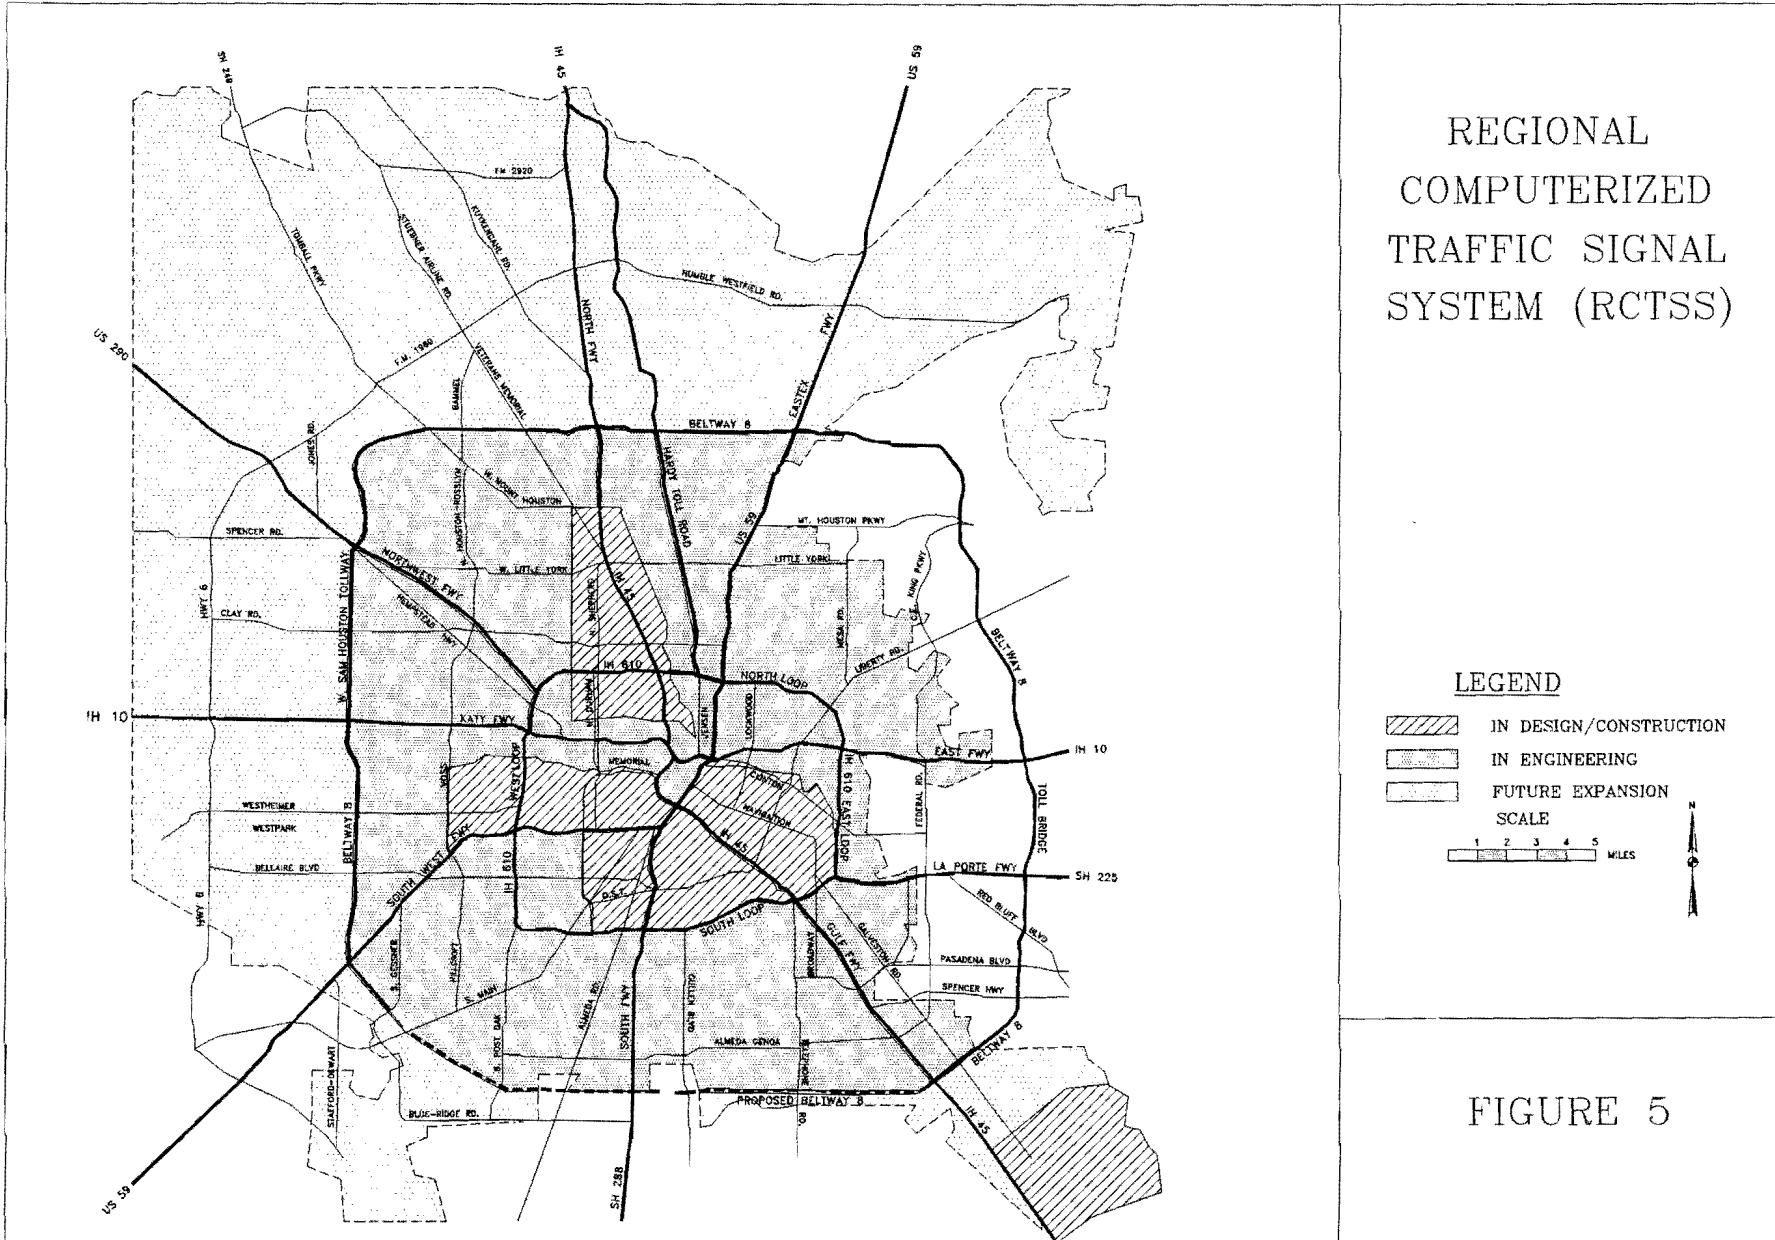 REGIONAL
COMPUTERIZED
TRAFFIC SIGNAL
SYSTEM (RCTSS)
LEGEND
IN DESIGN/CONSTRUCTION
IN ENGINEERING
FUTURE EXPANSION
SCALE
1 2 3 4 5 MILES
N
FIGURE 5
SH 249
IH 45
US 59
FM 2920
TOMBALL PKWY
STUEBNER AIRLINE RD.
KUYKENDAHL RD.
HUMBLE WESTFIELD RD.
NORTH FWY
EASTEX FWY
US 290
F.M. 1960
VETERANS MEMORIAL
BAMMEL
BELTWAY 8
JONES RD.
N. HOUSTON-ROSSLYN
W. MOUNT HOUSTON
HARDY TOLL ROAD
US 59
MT. HOUSTON PKWY
SPENCER RD.
NORTHWEST FWY
W. LITTLE YORK
LITTLE YORK
IH 45
C.E. KING PKWY
HWY 6
CLAY RD.
W. SAM HOUSTON TOLLWAY
HEMPSTEAD HWY
N. SHEPHERD
MESA RD.
LIBERTY RD.
BELTWAY 8
IH 610
NORTH LOOP
IH 10
KATY FWY
N. DURHAM
JENSEN
LOCKWOOD
EAST FWY
IH 10
WEST LOOP
MEMORIAL
VOSS
CANTON
NAVIGATION
IH 610 EAST LOOP
FEDERAL RD.
TOLL BRIDGE
WESTHEIMER
WESTPARK
BELTWAY 8
SOUTH WEST FWY
IH 45
BELLAIRE BLVD
IH 610
O.S.T.
LA PORTE FWY
SH 225
RED BLUFF BLVD
HWY 6
SOUTH LOOP
S. GESSNER
HILLCROFT
S. MAIN
BROADWAY
GULF FWY
GALVESTON RD.
PASADENA BLVD
SPENCER HWY
ALMEDA RD.
SOUTH FWY
CULLEN BLVD
S. POST OAK
ALMEDA GENOA
TELEPHONE RD.
BELTWAY 8
STAFFORD-DEWART
BLUE-RIDGE RD.
PROPOSED BELTWAY 8
IH 45
US 59
SH 288